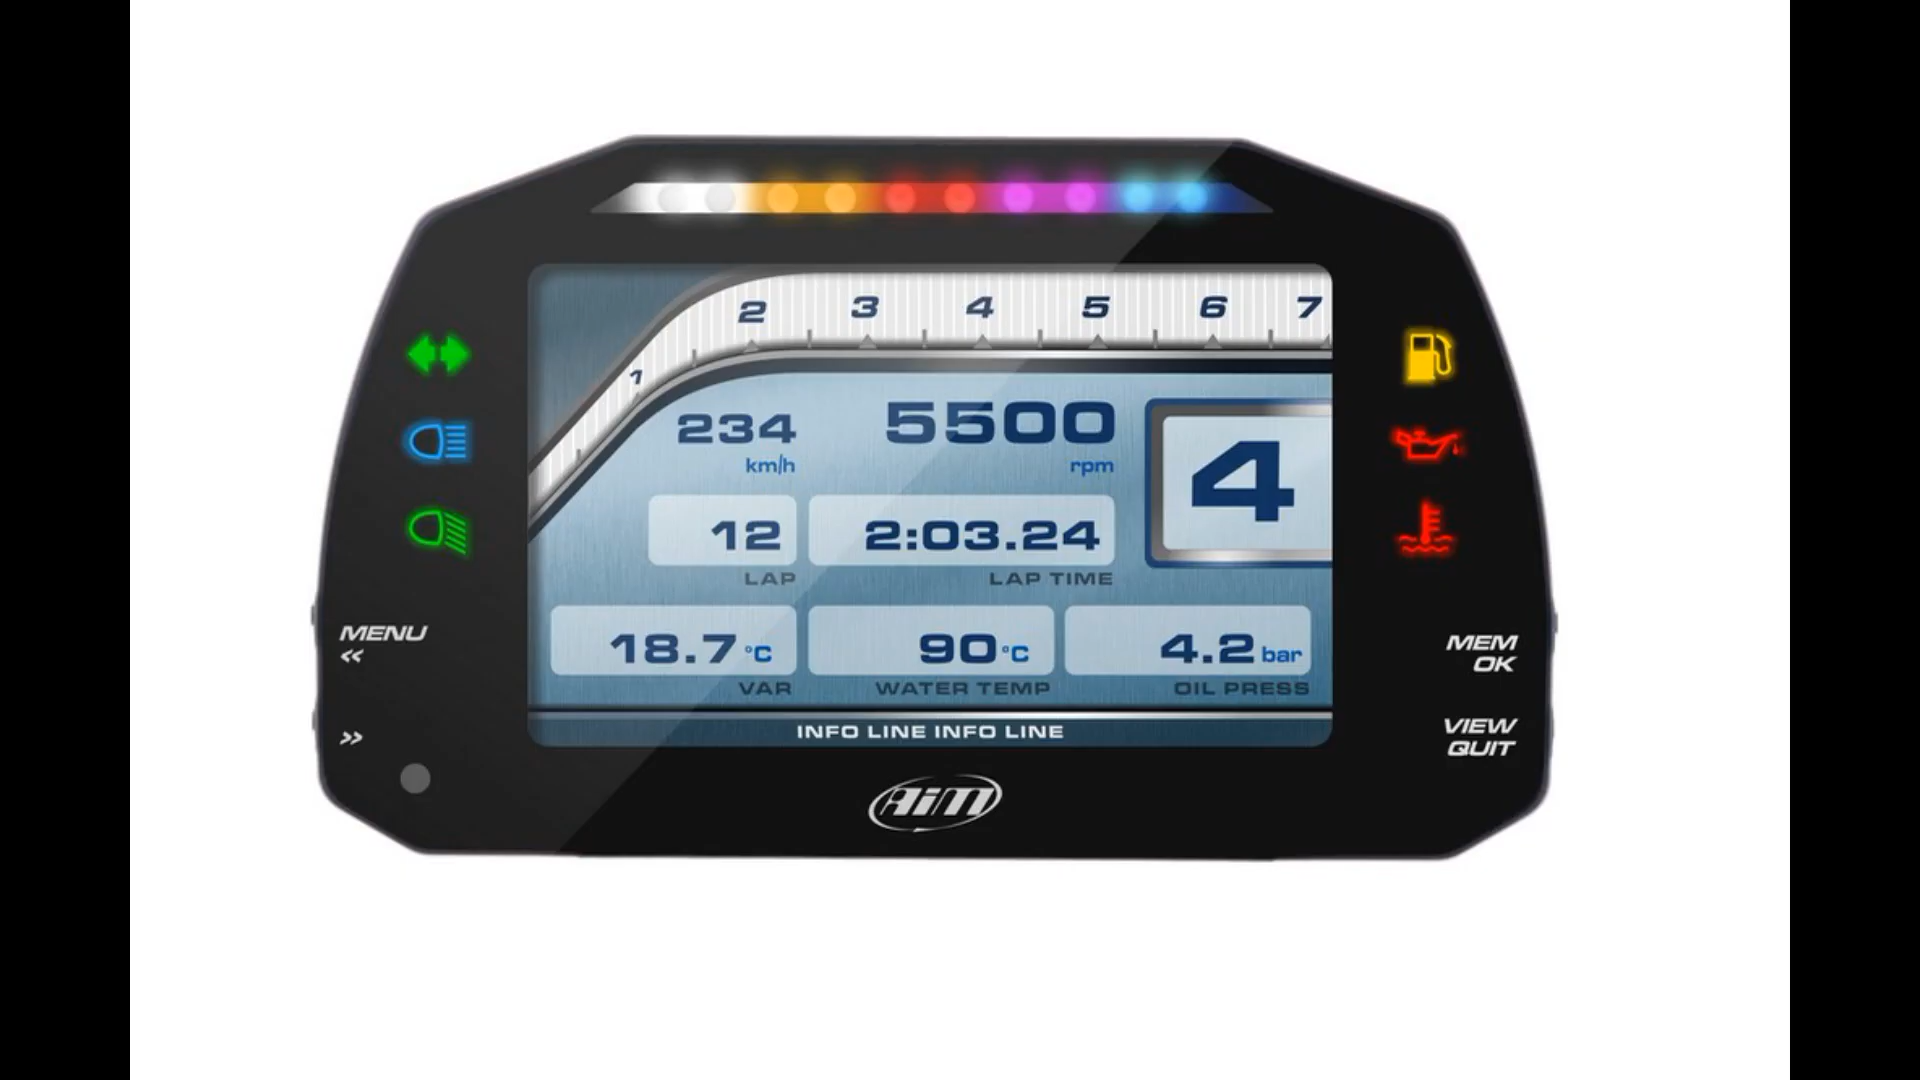 2 3 4 5 6 7
1
234 5500
km/h rpm
4
12 2:03.24
LAP LAP TIME
18.7 °C 90 °C 4.2 bar
VAR WATER TEMP OIL PRESS
INFO LINE INFO LINE
MENU
<<
>>
MEM
OK
VIEW
QUIT
AiM